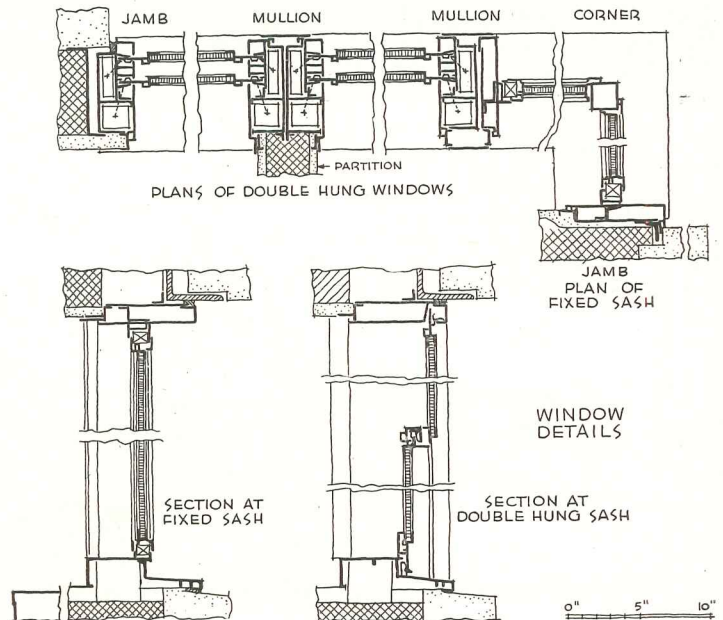 JAMB
MULLION
MULLION
CORNER
PARTITION
PLANS OF DOUBLE HUNG WINDOWS
JAMB
PLAN OF
FIXED SASH
WINDOW
DETAILS
SECTION AT
FIXED SASH
SECTION AT
DOUBLE HUNG SASH
0" 5" 10"